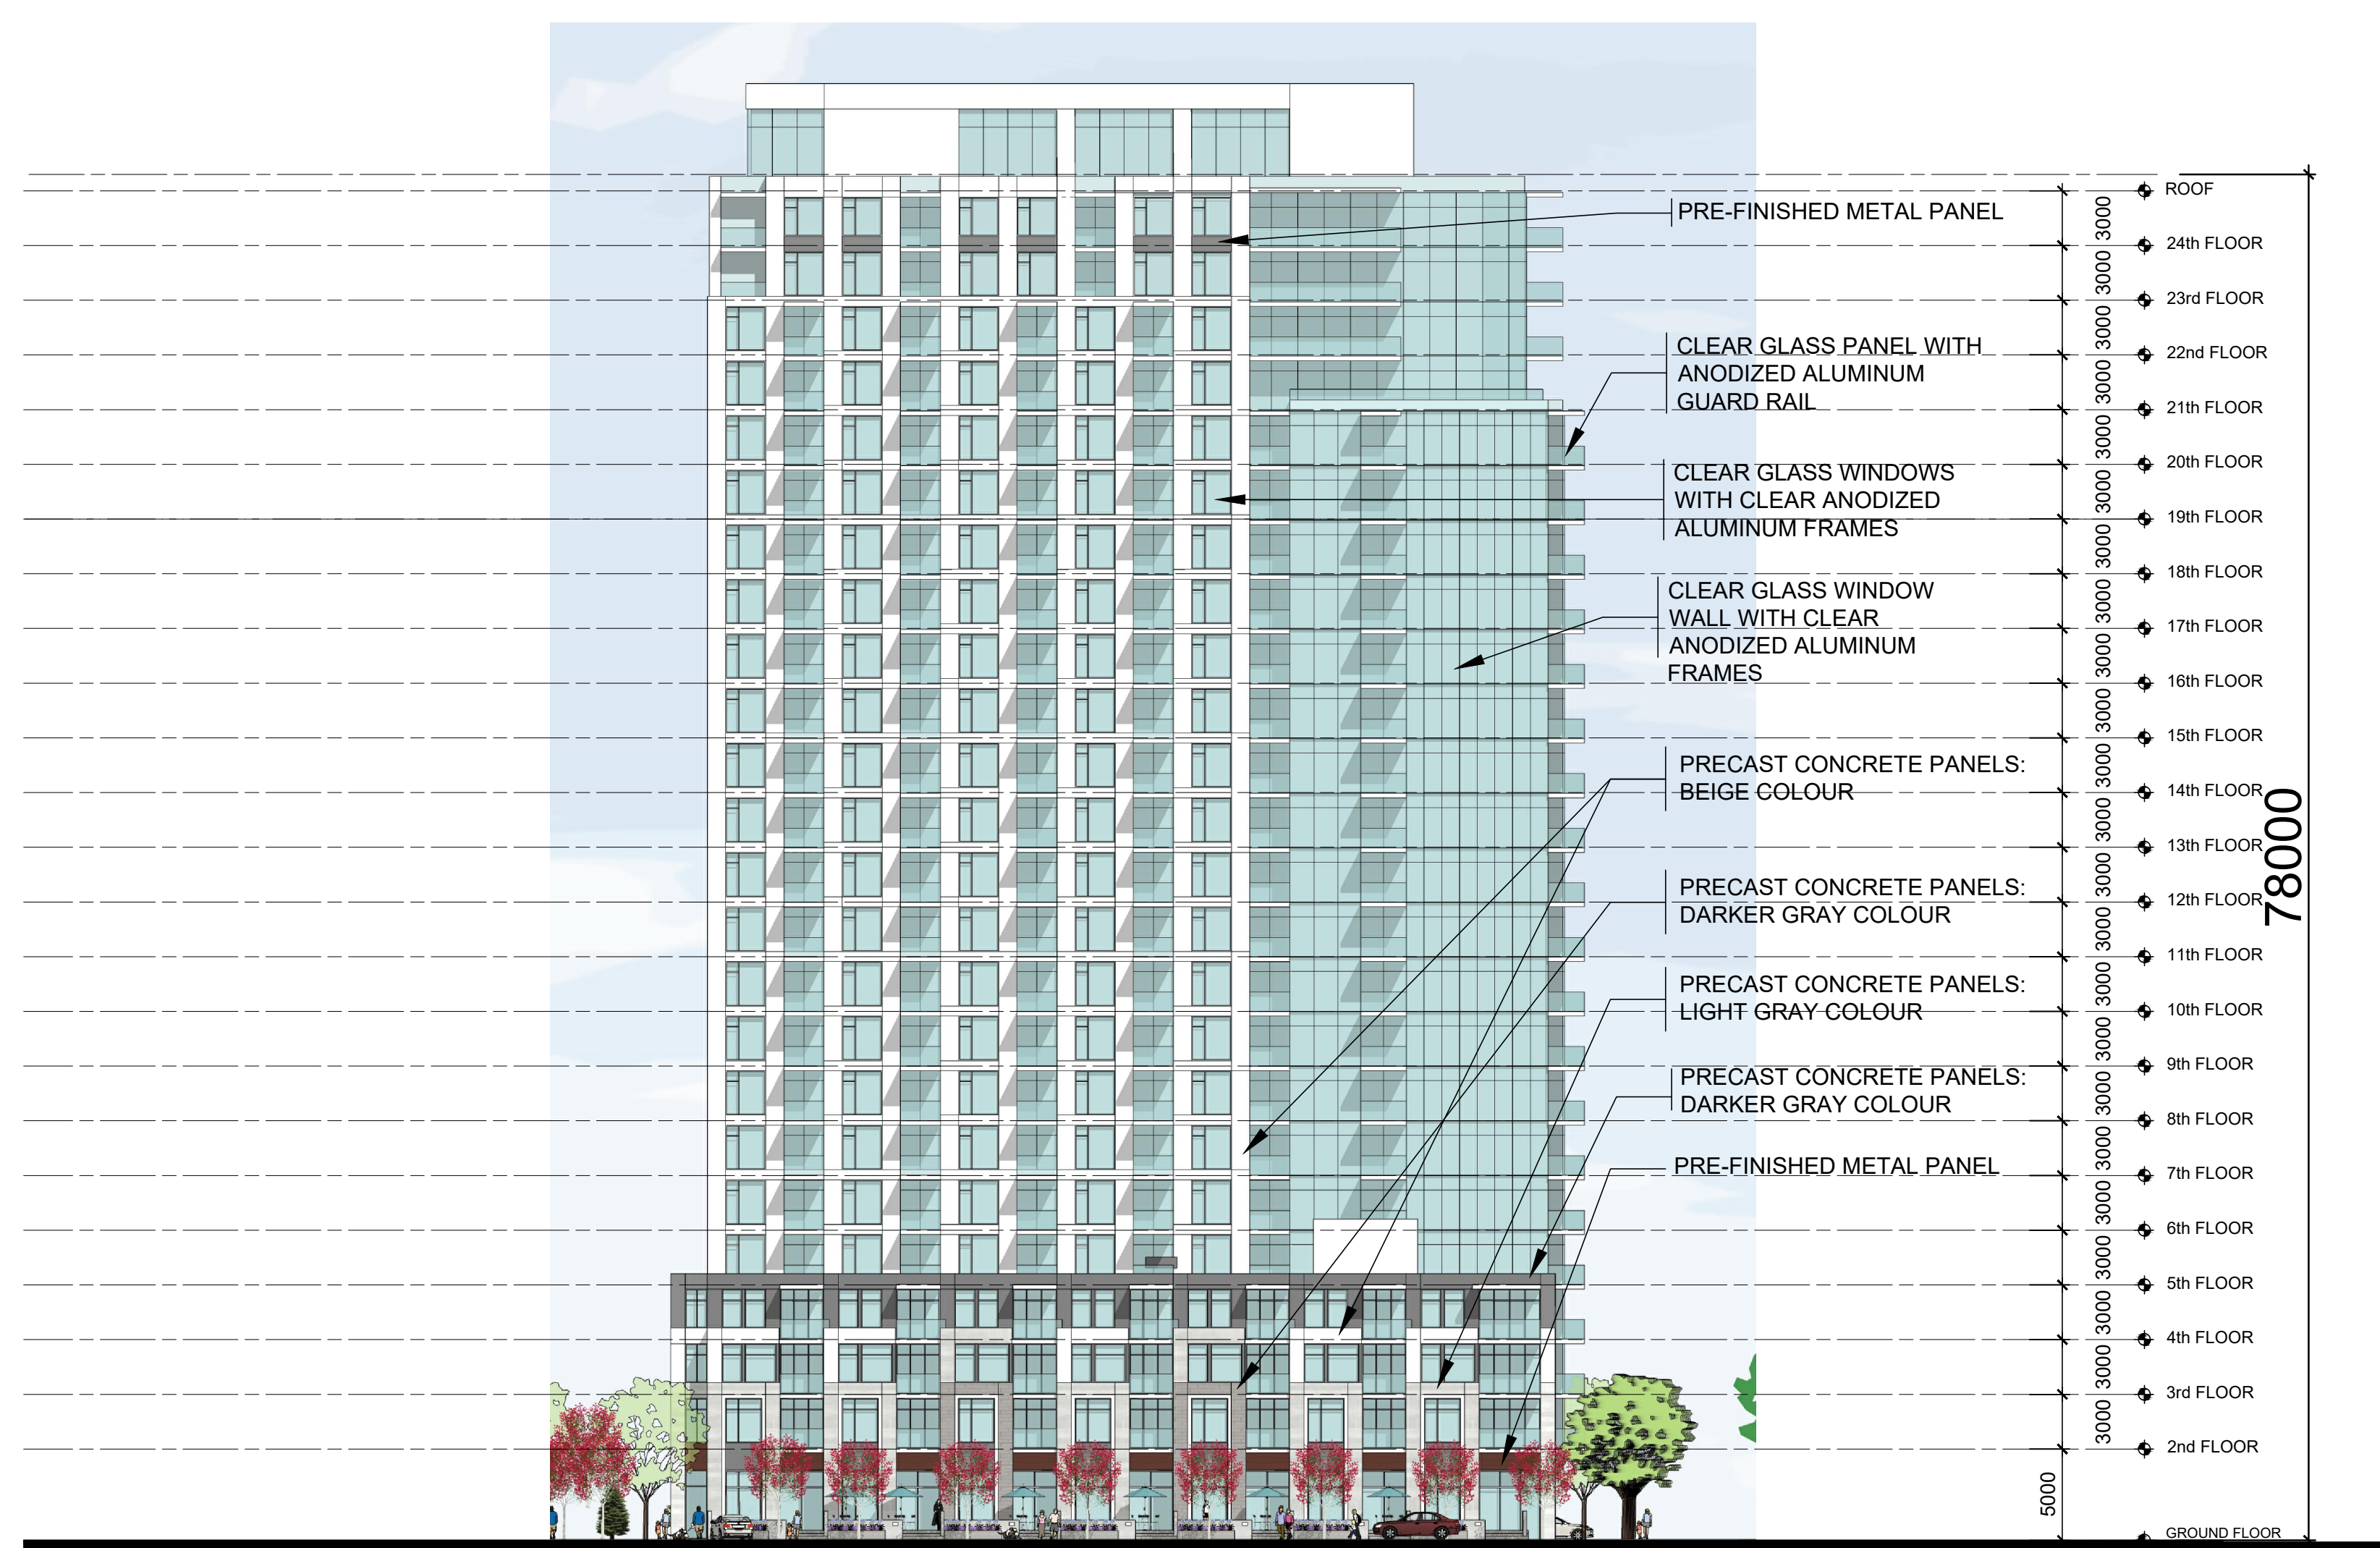 ROOF
PRE-FINISHED METAL PANEL
3000
24th FLOOR
3000
23rd FLOOR
3000
CLEAR GLASS PANEL WITH
ANODIZED ALUMINUM
GUARD RAIL
22nd FLOOR
3000
21th FLOOR
3000
20th FLOOR
CLEAR GLASS WINDOWS
WITH CLEAR ANODIZED
ALUMINUM FRAMES
3000
19th FLOOR
3000
18th FLOOR
CLEAR GLASS WINDOW
WALL WITH CLEAR
ANODIZED ALUMINUM
FRAMES
3000
17th FLOOR
3000
16th FLOOR
3000
15th FLOOR
PRECAST CONCRETE PANELS:
BEIGE COLOUR
3000
14th FLOOR
78000
3000
13th FLOOR
3000
PRECAST CONCRETE PANELS:
DARKER GRAY COLOUR
12th FLOOR
3000
11th FLOOR
PRECAST CONCRETE PANELS:
LIGHT GRAY COLOUR
3000
10th FLOOR
3000
9th FLOOR
PRECAST CONCRETE PANELS:
DARKER GRAY COLOUR
3000
8th FLOOR
3000
PRE-FINISHED METAL PANEL
7th FLOOR
3000
6th FLOOR
3000
5th FLOOR
3000
4th FLOOR
3000
3rd FLOOR
3000
2nd FLOOR
5000
GROUND FLOOR